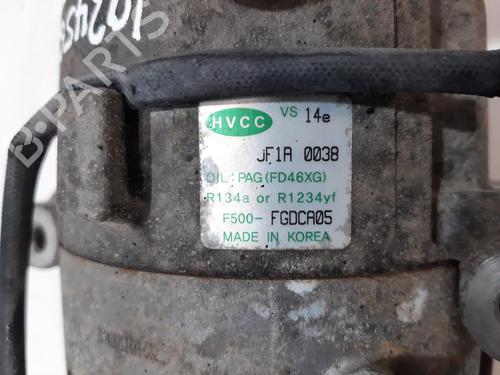 HVCC VS 14e
JF1A 0038
OIL: PAG(FD46XG)
R134a or R1234yf
F500- FGDCA05
MADE IN KOREA
B-PARTS